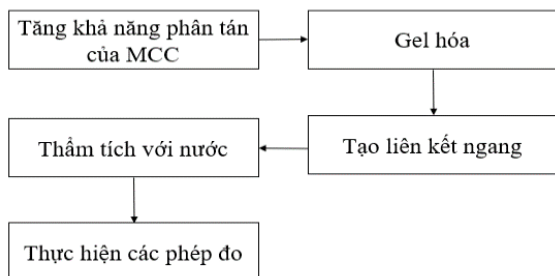 Tăng khả năng phân tán
của MCC
Gel hóa
Tạo liên kết ngang
Thẩm tích với nước
Thực hiện các phép đo